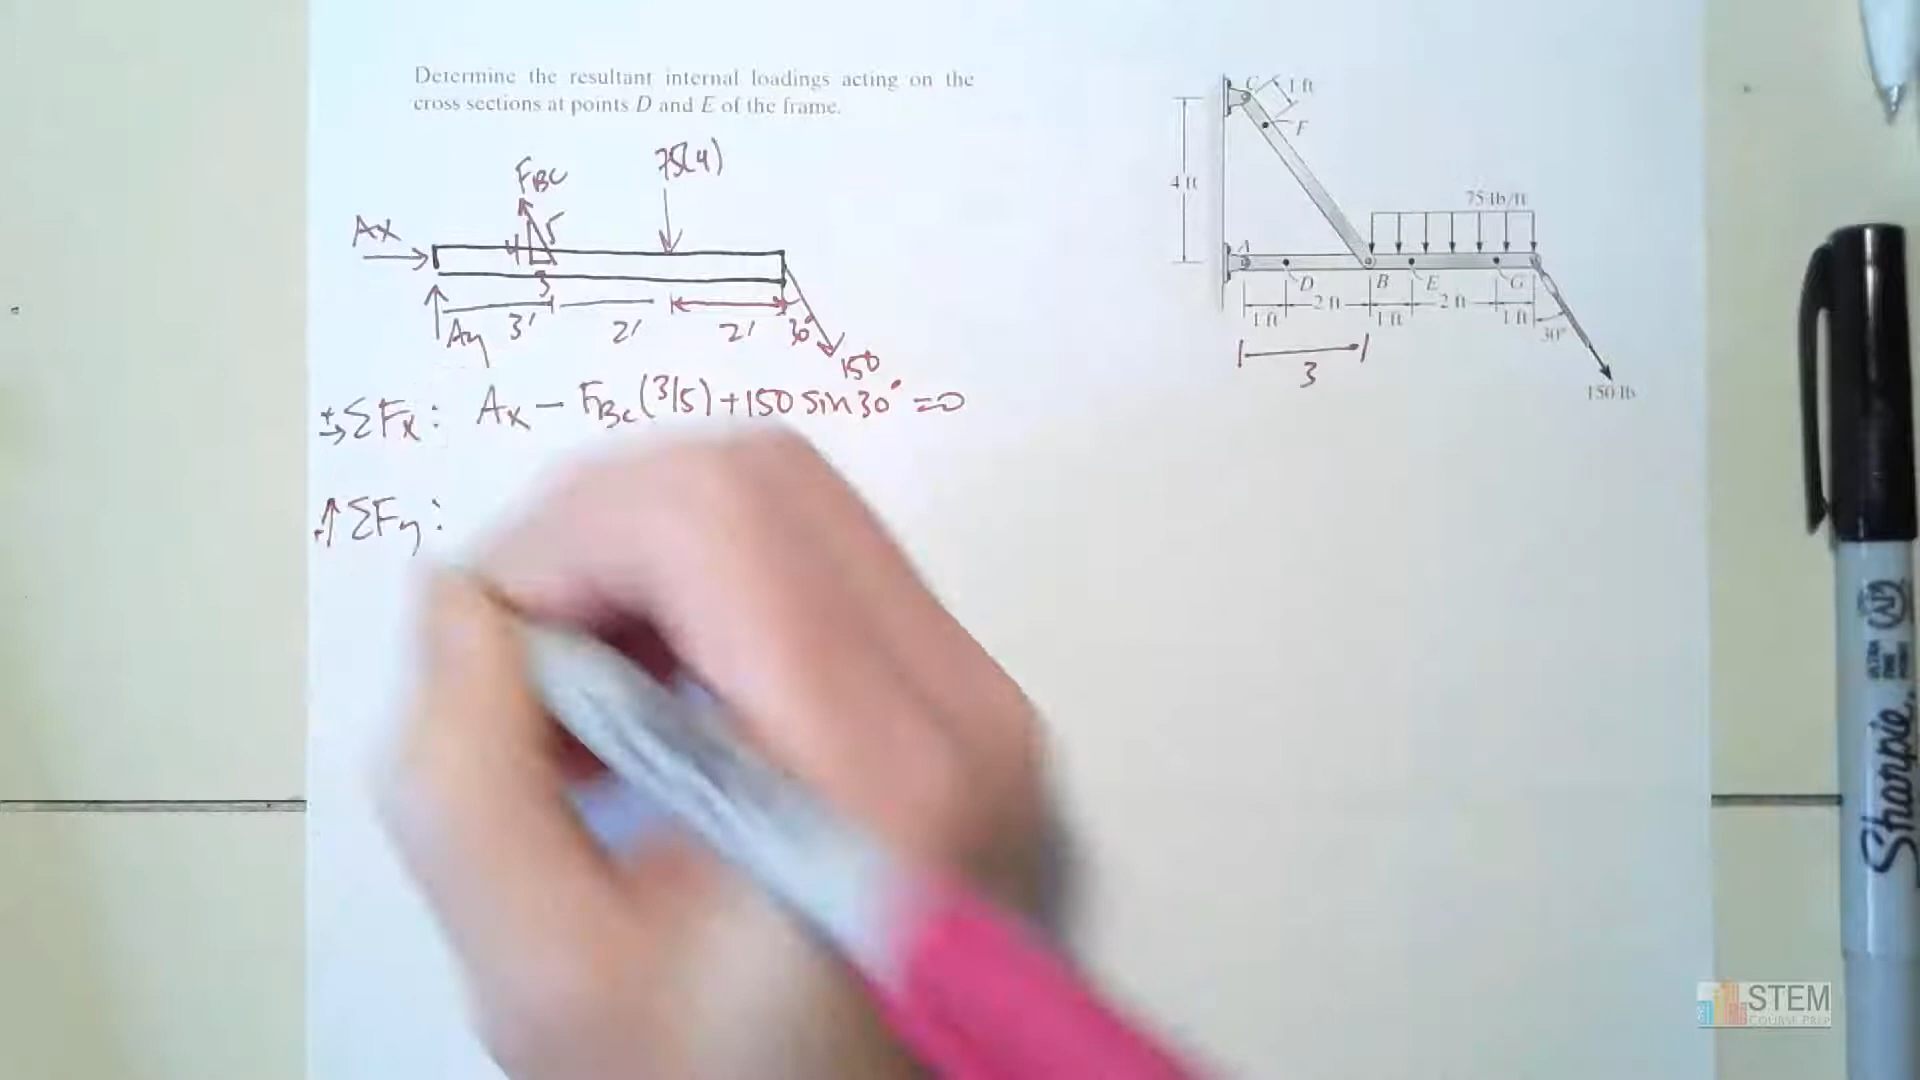 Determine the resultant internal loadings acting on the
cross sections at points D and E of the frame.
FBC
75(4)
Ax
4
5
3
Ay
3'
2'
2'
30°
150
+→ΣFx: Ax − FBC(3/5)+150 sin30° =0
+↑ΣFy:
C
1 ft
F
4 ft
75 lb/ft
A
D
B
E
G
1 ft
2 ft
1 ft
2 ft
1 ft
30°
150 lb
3
Sharpie
STEM
COURSE PREP